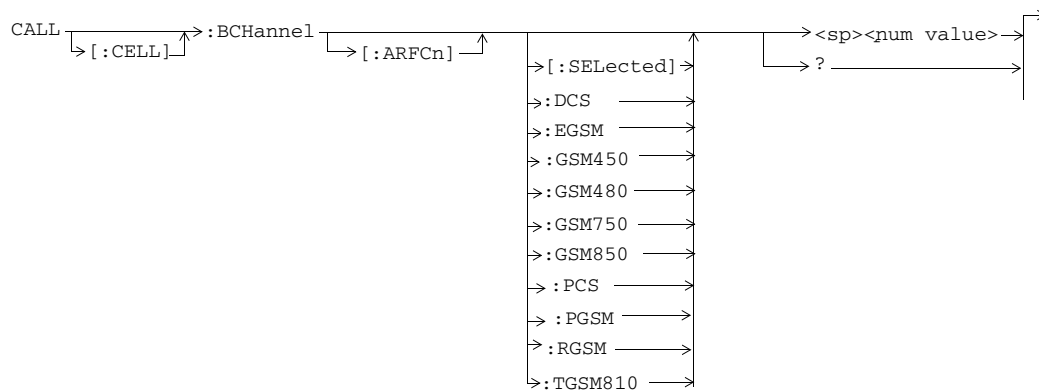 CALL :BCHannel <sp><num value>
[:CELL] [:ARFCn] [:SELected] ?
:DCS
:EGSM
:GSM450
:GSM480
:GSM750
:GSM850
:PCS
:PGSM
:RGSM
:TGSM810